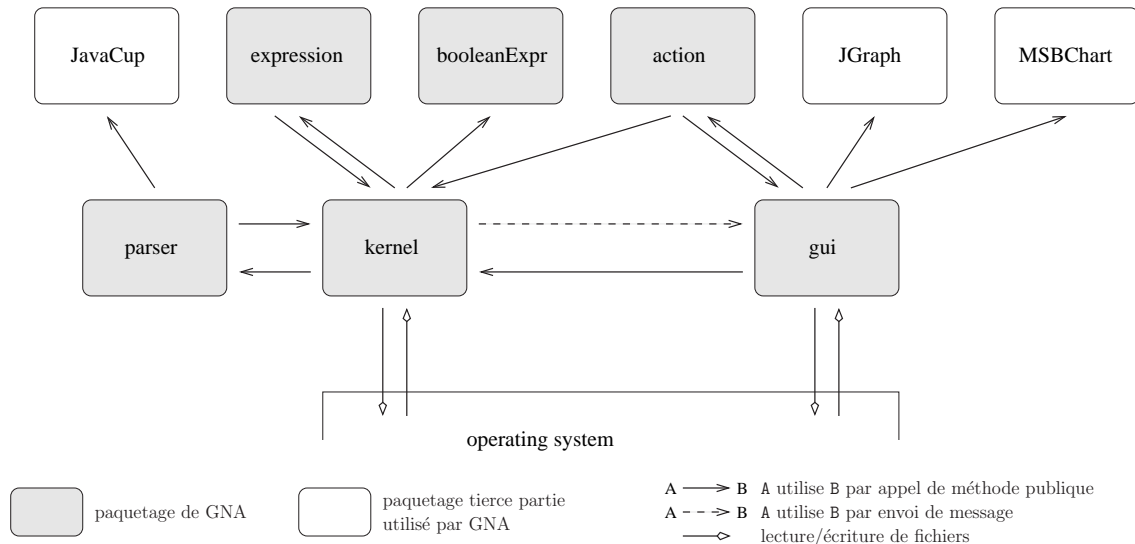 JavaCup
expression
booleanExpr
action
JGraph
MSBChart
parser
kernel
gui
operating system
paquetage de GNA
paquetage tierce partie
utilisé par GNA
A B A utilise B par appel de méthode publique
A B A utilise B par envoi de message
lecture/écriture de fichiers